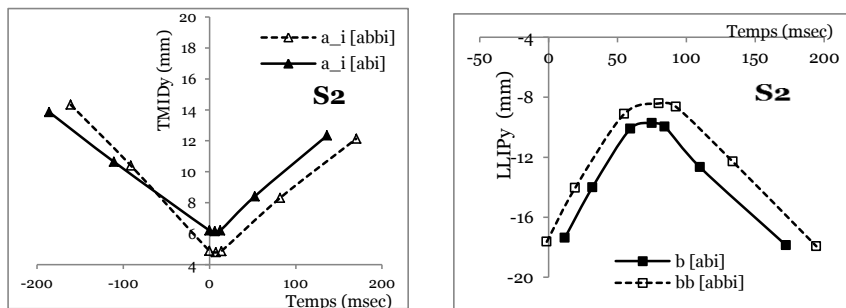 20
18
16
14
12
10
8
6
4
-200
-100
0
100
200
TMIDy (mm)
Temps (msec)
a_i [abbi]
a_i [abi]
S2
Temps (msec)
-50
0
50
100
150
200
-4
-8
-12
-16
-20
LLIPy (mm)
S2
b [abi]
bb [abbi]